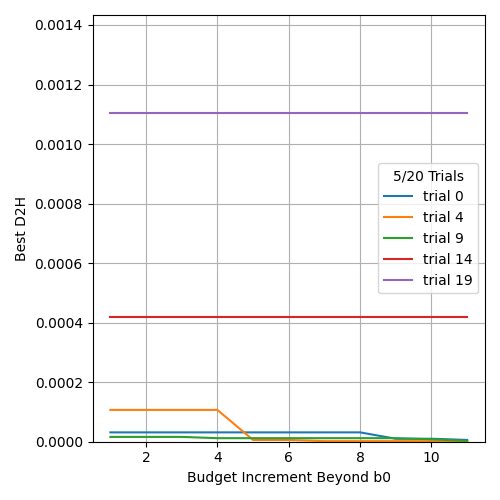 0.0014
0.0012
0.0010
0.0008
0.0006
0.0004
0.0002
0.0000
Best D2H
5/20 Trials
trial 0
trial 4
trial 9
trial 14
trial 19
2 4 6 8 10
Budget Increment Beyond b0